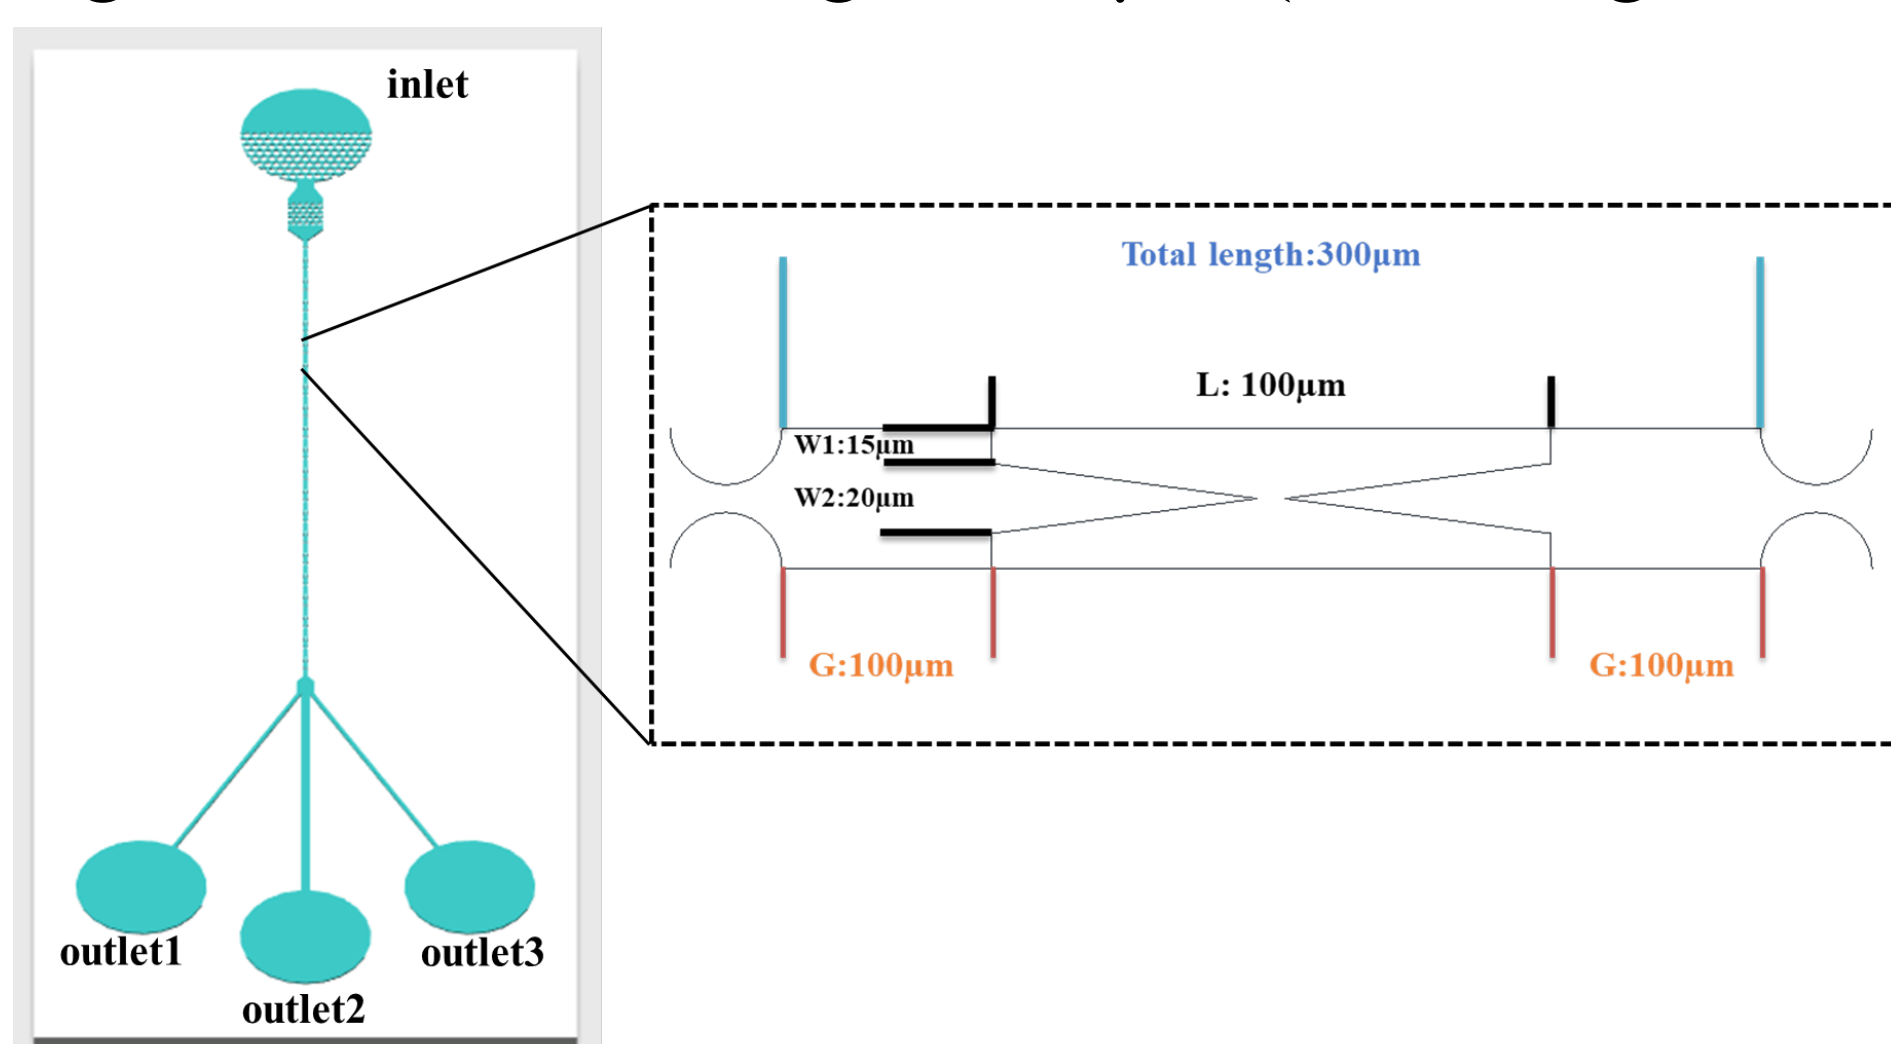 inlet
Total length:300μm
L: 100μm
W1:15μm
W2:20μm
G:100μm
G:100μm
outlet1
outlet3
outlet2